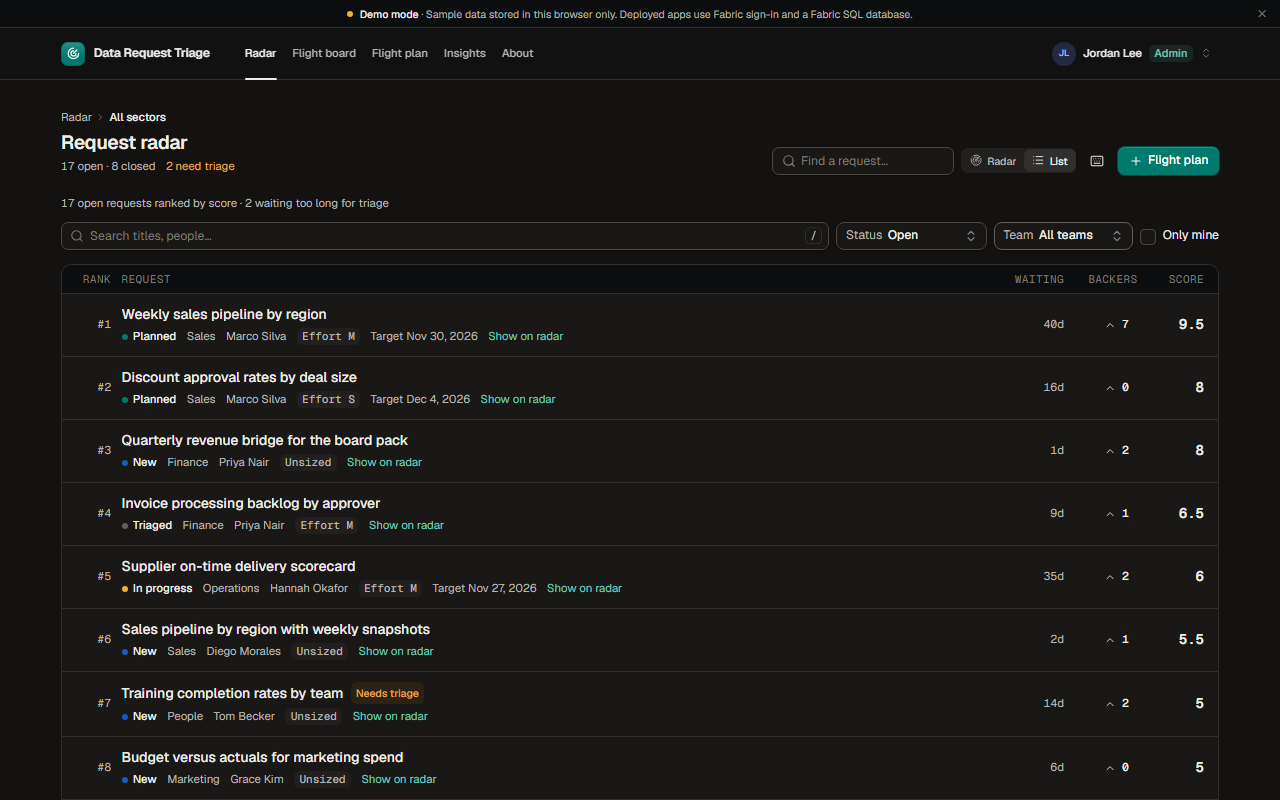 Demo mode · Sample data stored in this browser only. Deployed apps use Fabric sign-in and a Fabric SQL database.
Data Request Triage Radar Flight board Flight plan Insights About JL Jordan Lee Admin
Radar All sectors
Request radar
17 open · 8 closed 2 need triage
Find a request... Radar List Flight plan
17 open requests ranked by score · 2 waiting too long for triage
Search titles, people... / Status Open Team All teams Only mine
RANK REQUEST WAITING BACKERS SCORE
#1 Weekly sales pipeline by region 40d 7 9.5
Planned Sales Marco Silva Effort M Target Nov 30, 2026 Show on radar
#2 Discount approval rates by deal size 16d 0 8
Planned Sales Marco Silva Effort S Target Dec 4, 2026 Show on radar
#3 Quarterly revenue bridge for the board pack 1d 2 8
New Finance Priya Nair Unsized Show on radar
#4 Invoice processing backlog by approver 9d 1 6.5
Triaged Finance Priya Nair Effort M Show on radar
#5 Supplier on-time delivery scorecard 35d 2 6
In progress Operations Hannah Okafor Effort M Target Nov 27, 2026 Show on radar
#6 Sales pipeline by region with weekly snapshots 2d 1 5.5
New Sales Diego Morales Unsized Show on radar
#7 Training completion rates by team Needs triage 14d 2 5
New People Tom Becker Unsized Show on radar
#8 Budget versus actuals for marketing spend 6d 0 5
New Marketing Grace Kim Unsized Show on radar